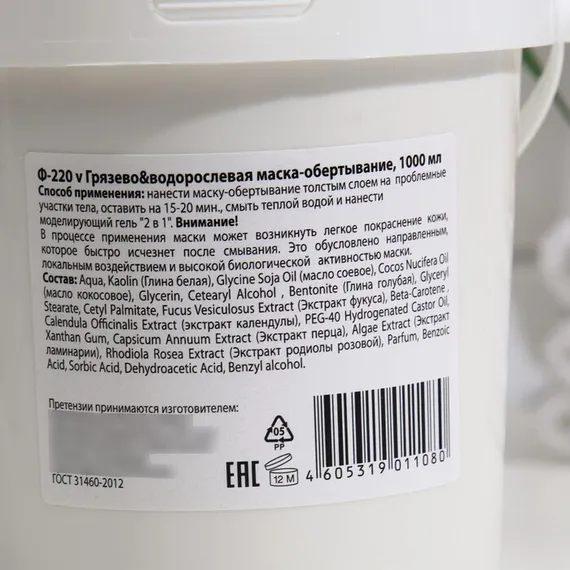 Ф-220 v Грязево&водорослевая маска-обертывание, 1000 мл
Способ применения: нанести маску-обертывание толстым слоем на проблемные
участки тела, оставить на 15-20 мин., смыть теплой водой и нанести
моделирующий гель "2 в 1". Внимание!
В процессе применения маски может возникнуть легкое покраснение кожи,
которое быстро исчезнет после смывания. Это обусловлено направленным,
локальным воздействием и высокой биологической активностью маски.
Состав: Aqua, Kaolin (Глина белая), Glycine Soja Oil (масло соевое), Cocos Nucifera Oil
(масло кокосовое), Glycerin, Cetearyl Alcohol , Bentonite (Глина голубая), Glyceryl
Stearate, Cetyl Palmitate, Fucus Vesiculosus Extract (Экстракт фукуса), Beta-Carotene ,
Calendula Officinalis Extract (Экстракт календулы), PEG-40 Hydrogenated Castor Oil,
Xanthan Gum, Capsicum Annuum Extract (Экстракт перца), Algae Extract (Экстракт
ламинарии), Rhodiola Rosea Extract (Экстракт родиолы розовой), Parfum, Benzoic
Acid, Sorbic Acid, Dehydroacetic Acid, Benzyl alcohol.
Претензии принимаются изготовителем:
05
PP
EAC
12 M
4 605319 011080
ГОСТ 31460-2012